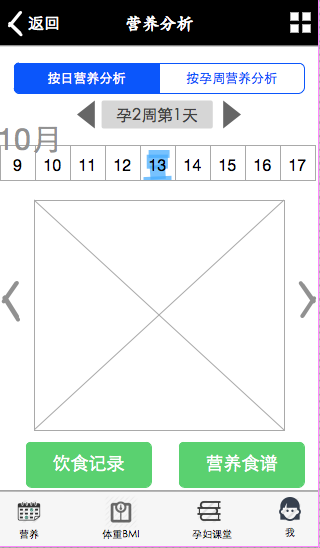 返回 营养分析
按日营养分析 按孕周营养分析
孕2周第1天
10月
9 10 11 12 13 14 15 16 17
饮食记录 营养食谱
营养 体重BMI 孕妇课堂 我